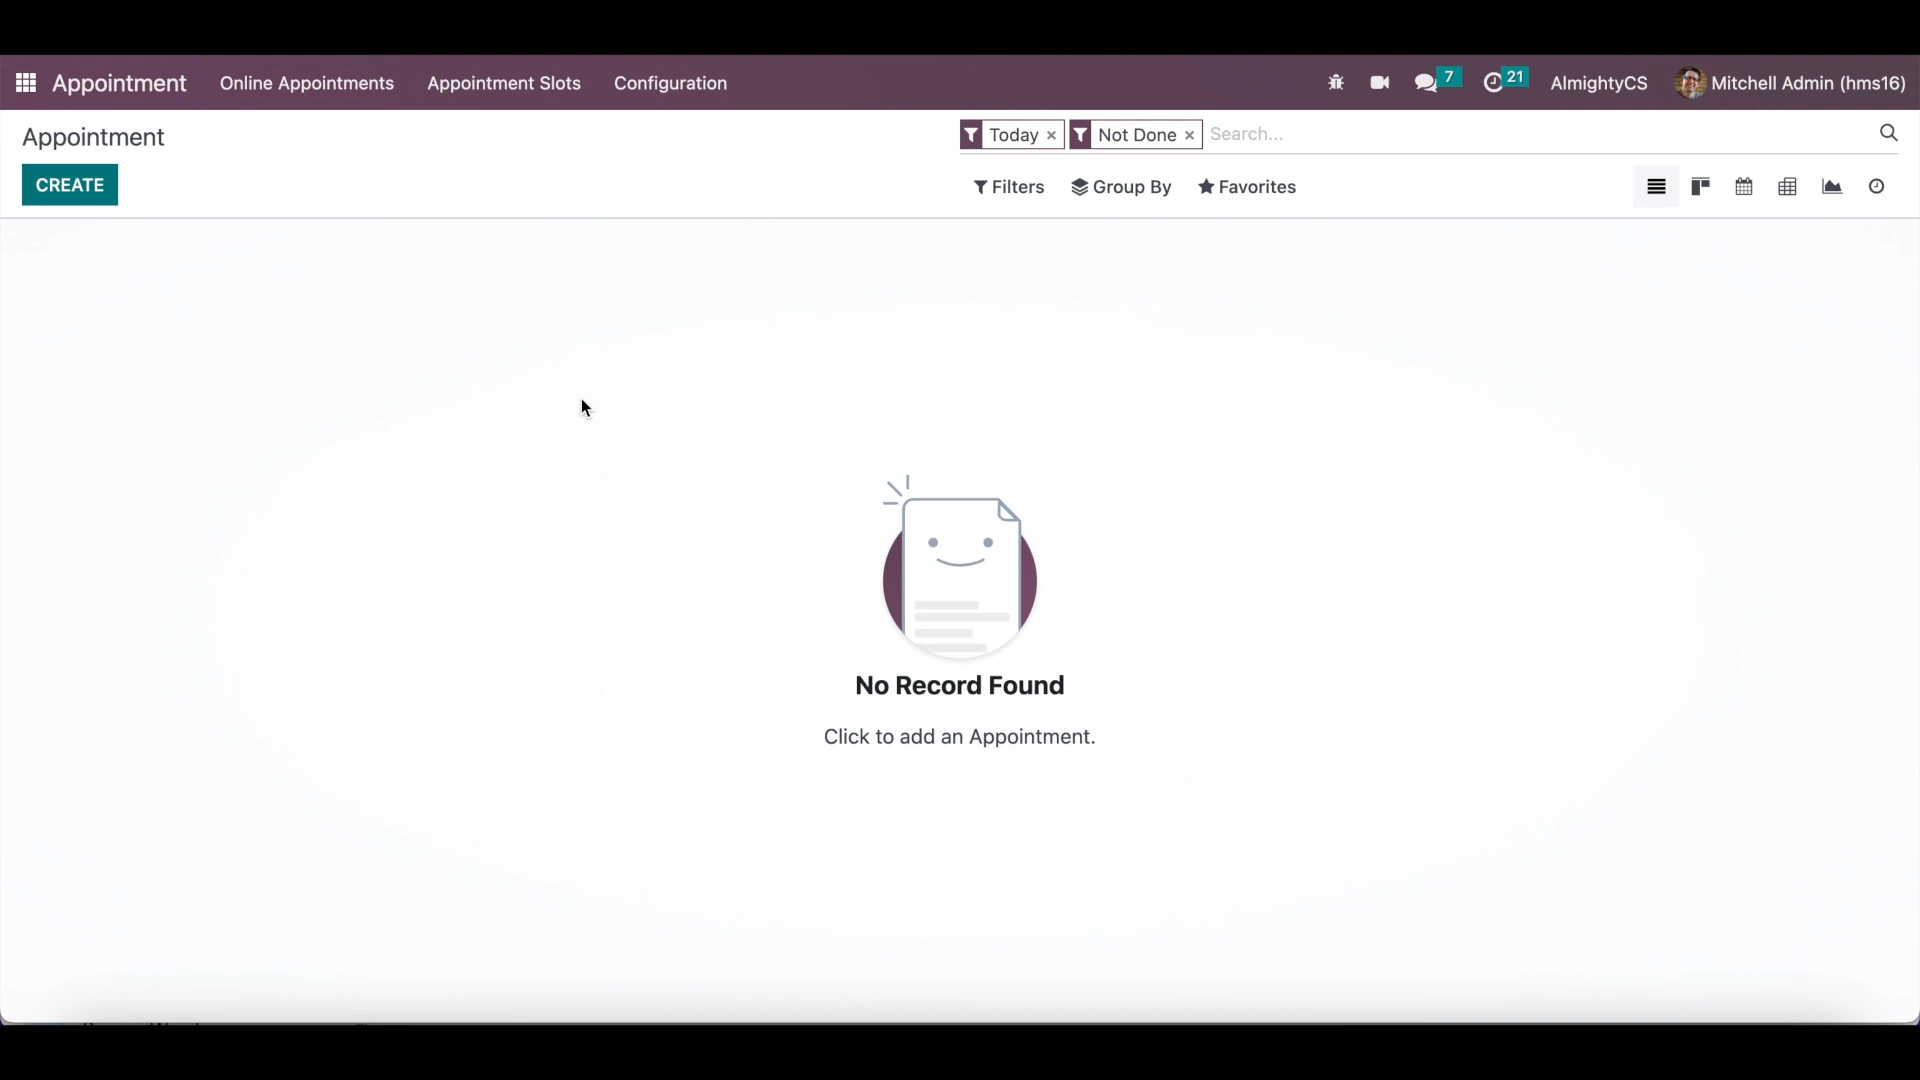 Appointment Online Appointments Appointment Slots Configuration 7 21 AlmightyCS Mitchell Admin (hms16)
Appointment Today × Not Done × Search...
CREATE Filters Group By Favorites
No Record Found
Click to add an Appointment.